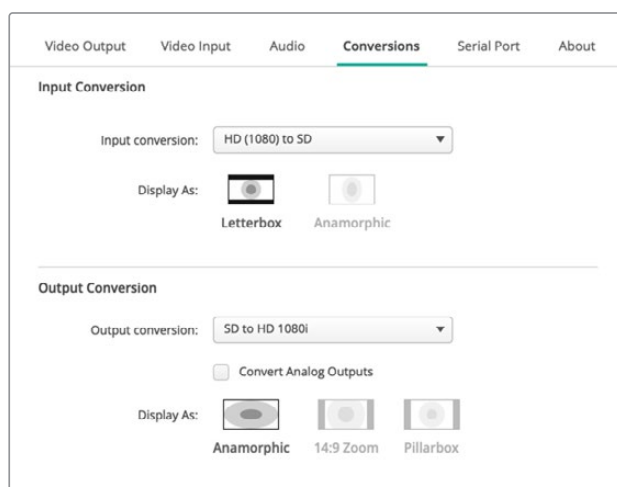 Video Output Video Input Audio Conversions Serial Port About
Input Conversion
Input conversion: HD (1080) to SD
Display As:
Letterbox Anamorphic
Output Conversion
Output conversion: SD to HD 1080i
Convert Analog Outputs
Display As:
Anamorphic 14:9 Zoom Pillarbox